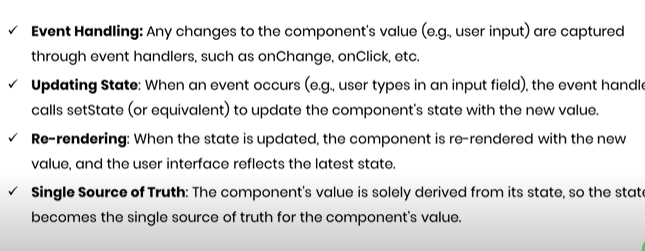 ✓ Event Handling: Any changes to the component's value (e.g., user input) are captured
through event handlers, such as onChange, onClick, etc.
✓ Updating State: When an event occurs (e.g., user types in an input field), the event handle
calls setState (or equivalent) to update the component's state with the new value.
✓ Re-rendering: When the state is updated, the component is re-rendered with the new
value, and the user interface reflects the latest state.
✓ Single Source of Truth: The component's value is solely derived from its state, so the state
becomes the single source of truth for the component's value.